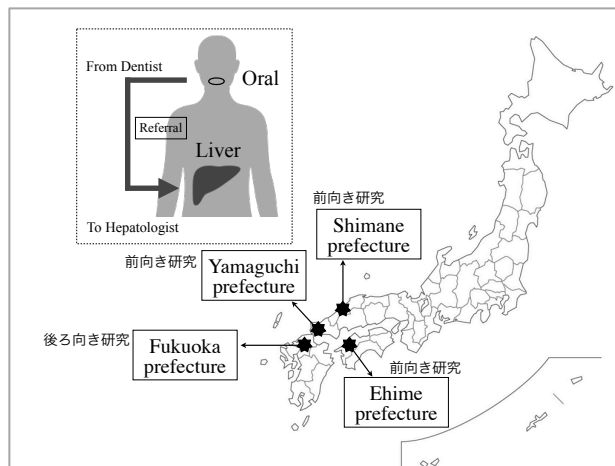 From Dentist
Oral
Referral
Liver
To Hepatologist
前向き研究
Shimane
prefecture
前向き研究
Yamaguchi
prefecture
後ろ向き研究
Fukuoka
prefecture
前向き研究
Ehime
prefecture